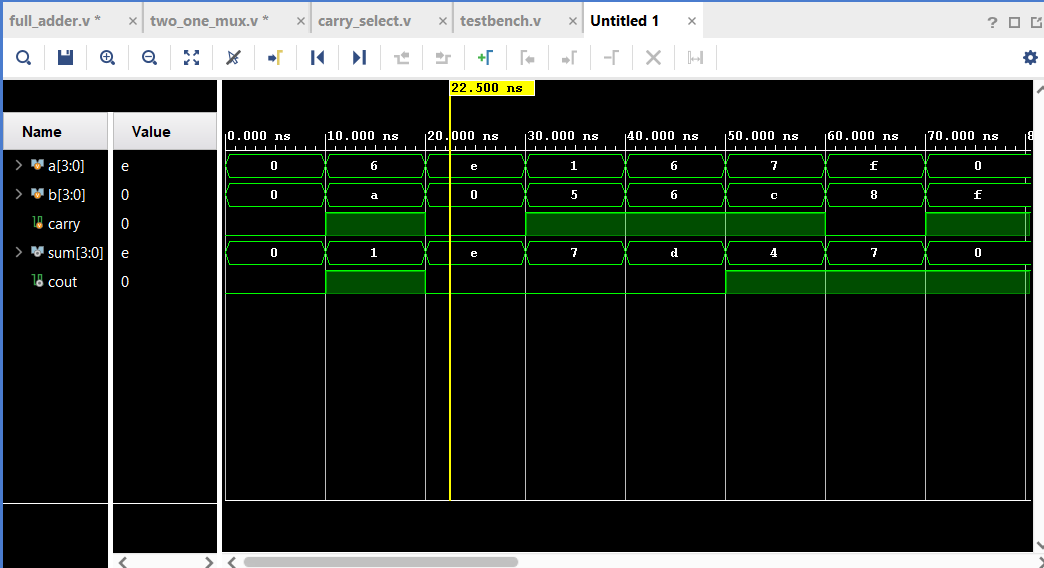 full_adder.v * × two_one_mux.v * × carry_select.v × testbench.v × Untitled 1 × ?
22.500 ns
Name Value
0.000 ns 10.000 ns 20.000 ns 30.000 ns 40.000 ns 50.000 ns 60.000 ns 70.000 ns 8
a[3:0] e 0 6 e 1 6 7 f 0
b[3:0] 0 0 a 0 5 6 c 8 f
carry 0
sum[3:0] e 0 1 e 7 d 4 7 0
cout 0